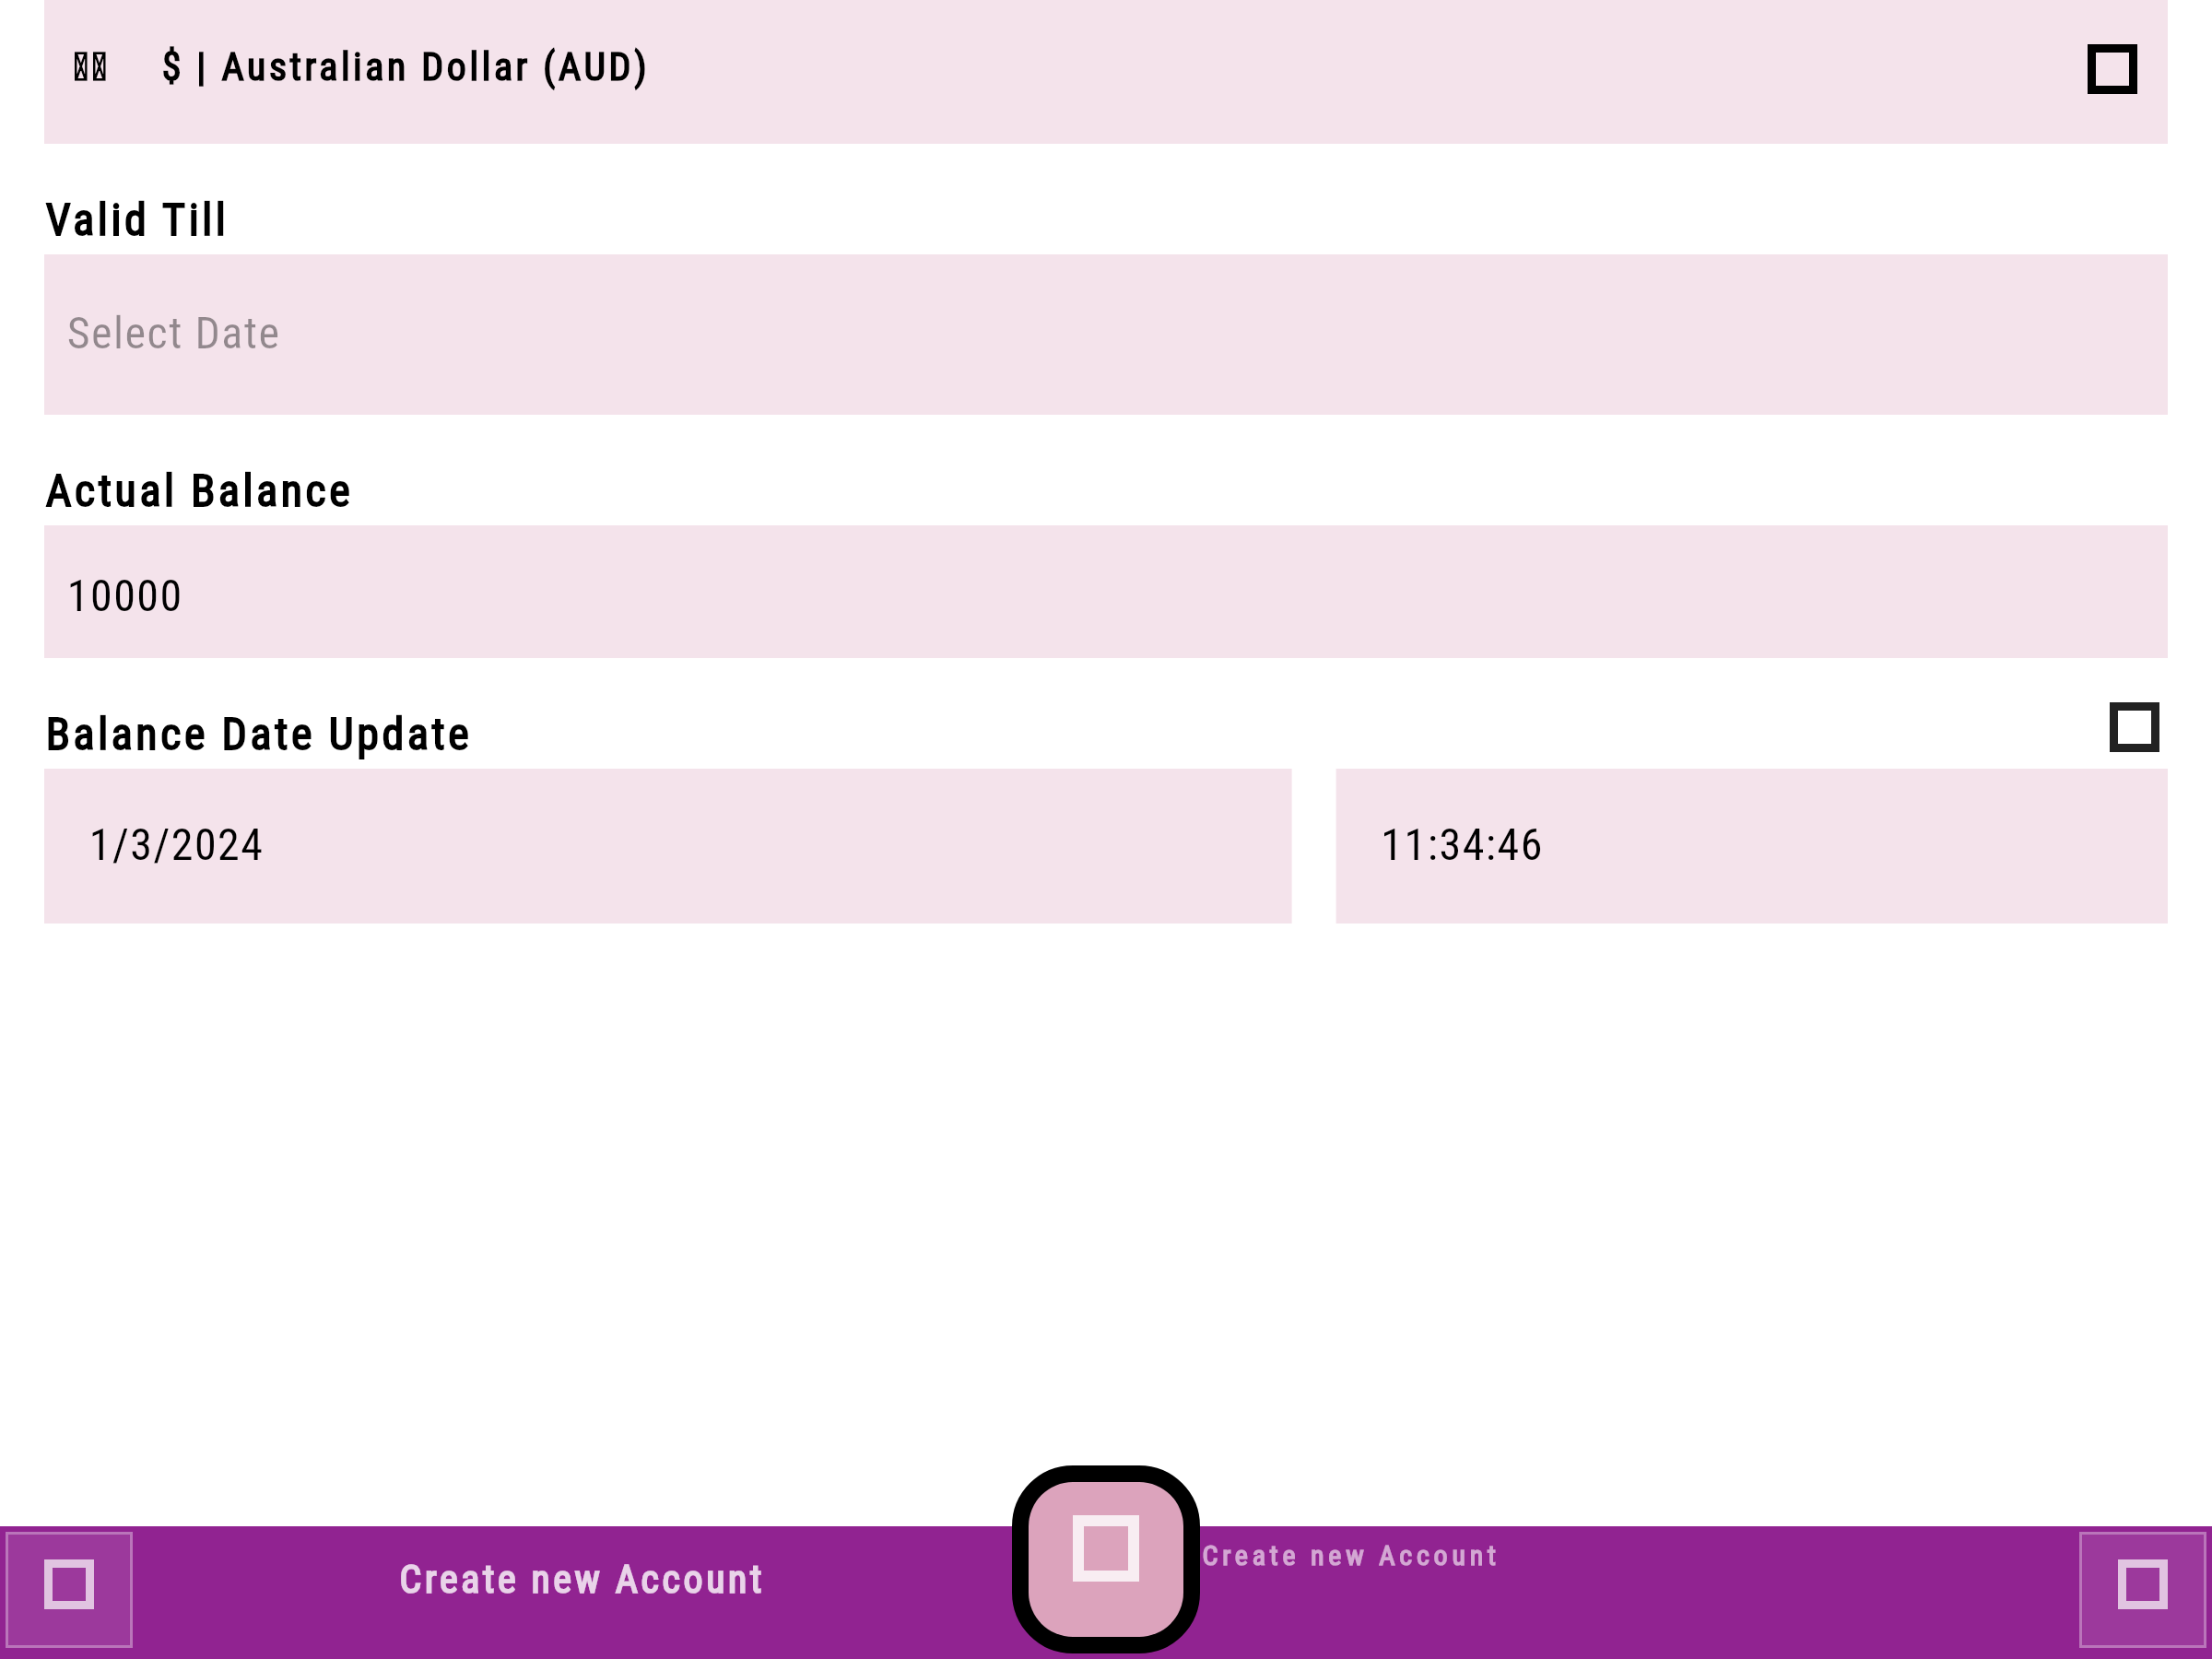 $ | Australian Dollar (AUD)
Valid Till
Select Date
Actual Balance
10000
Balance Date Update
1/3/2024
11:34:46
Create new Account
Create new Account